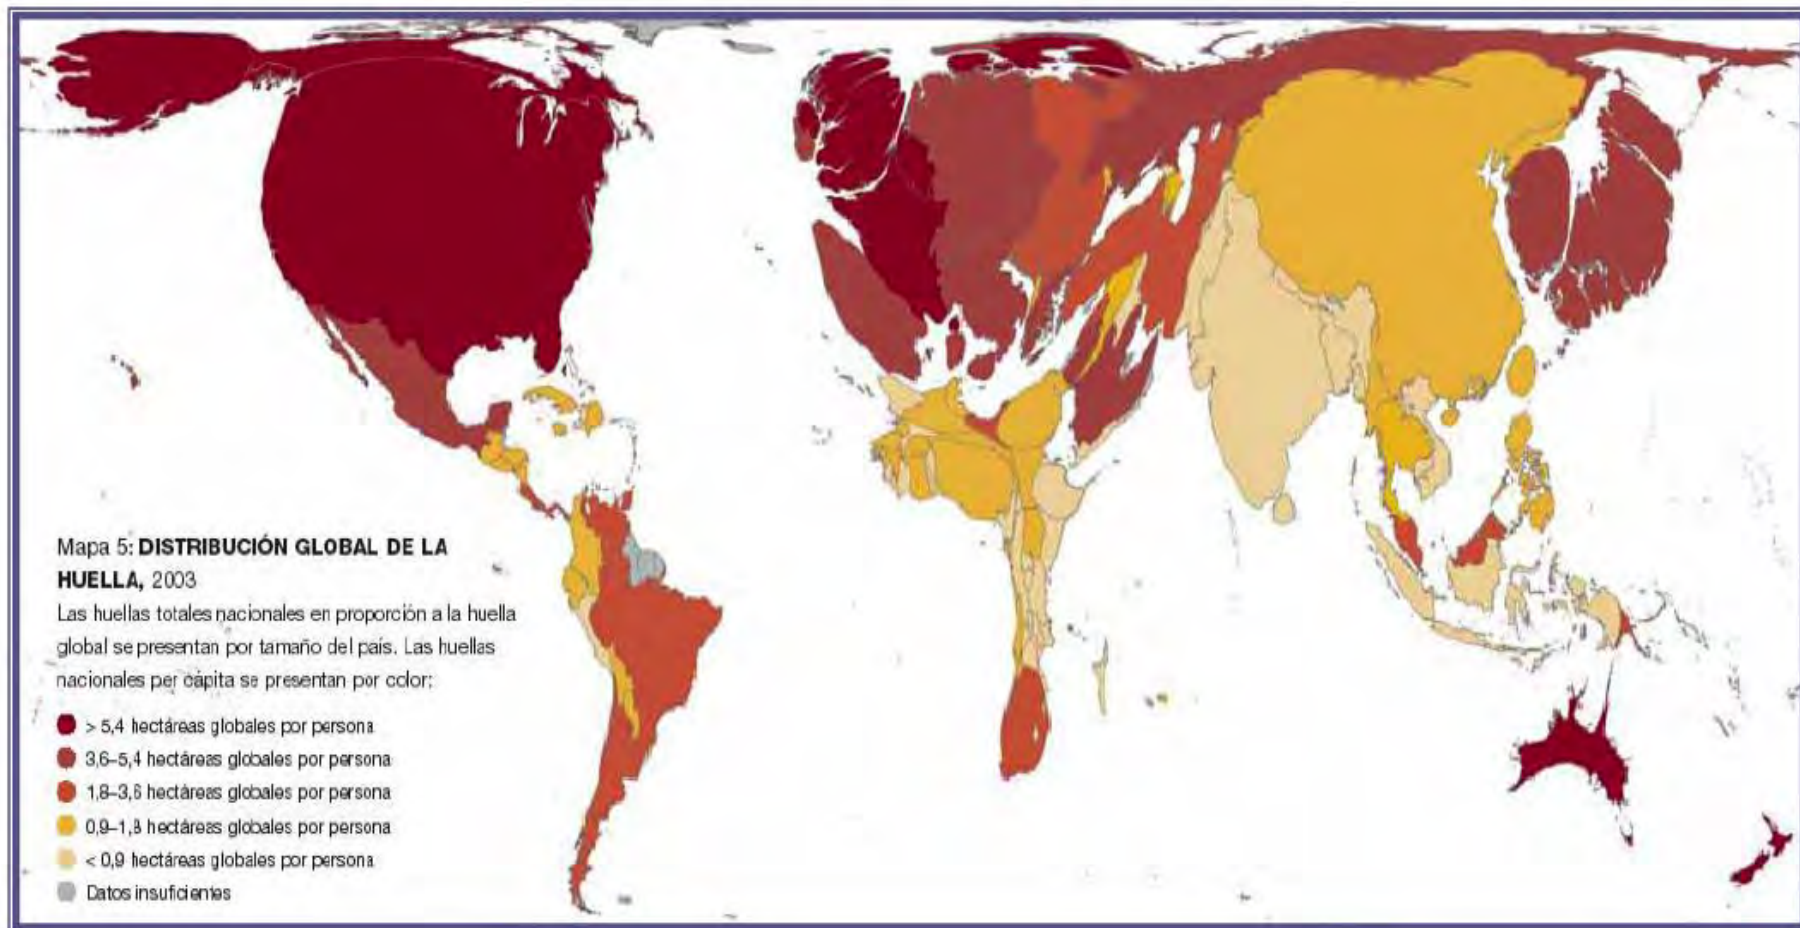 Mapa 5: DISTRIBUCIÓN GLOBAL DE LA
HUELLA, 2003
Las huellas totales nacionales en proporción a la huella
global se presentan por tamaño del país. Las huellas
nacionales per cápita se presentan por color:
> 5,4 hectáreas globales por persona
3,6–5,4 hectáreas globales por persona
1,8–3,6 hectáreas globales por persona
0,9–1,8 hectáreas globales por persona
< 0,9 hectáreas globales por persona
Datos insuficientes